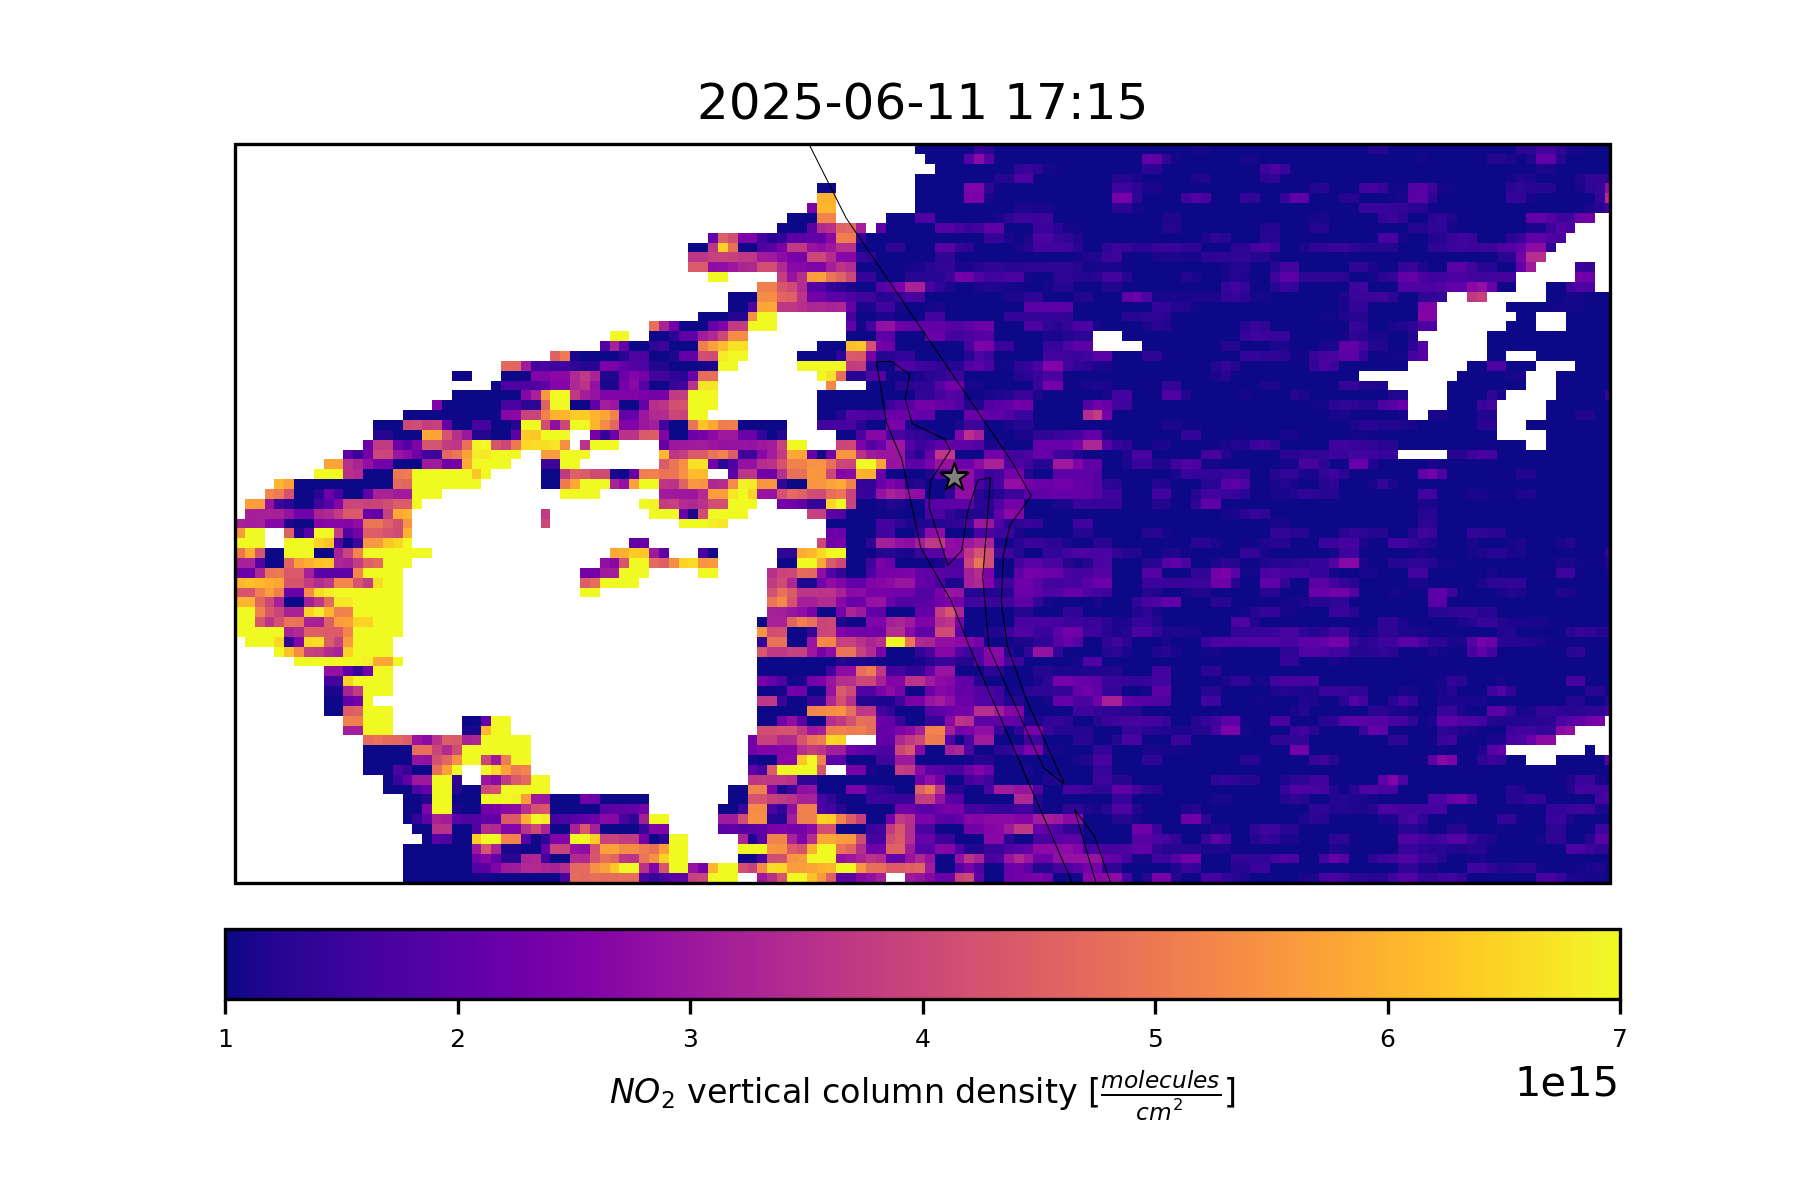 2025-06-11 17:15
1 2 3 4 5 6 7
1e15
NO₂ vertical column density [molecules/cm²]